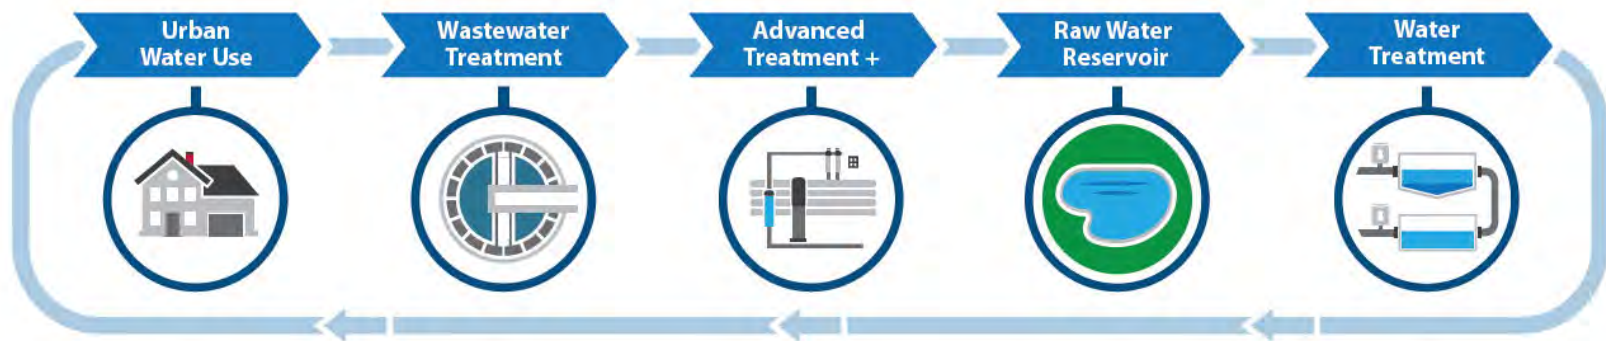 Urban
Water Use
Wastewater
Treatment
Advanced
Treatment +
Raw Water
Reservoir
Water
Treatment